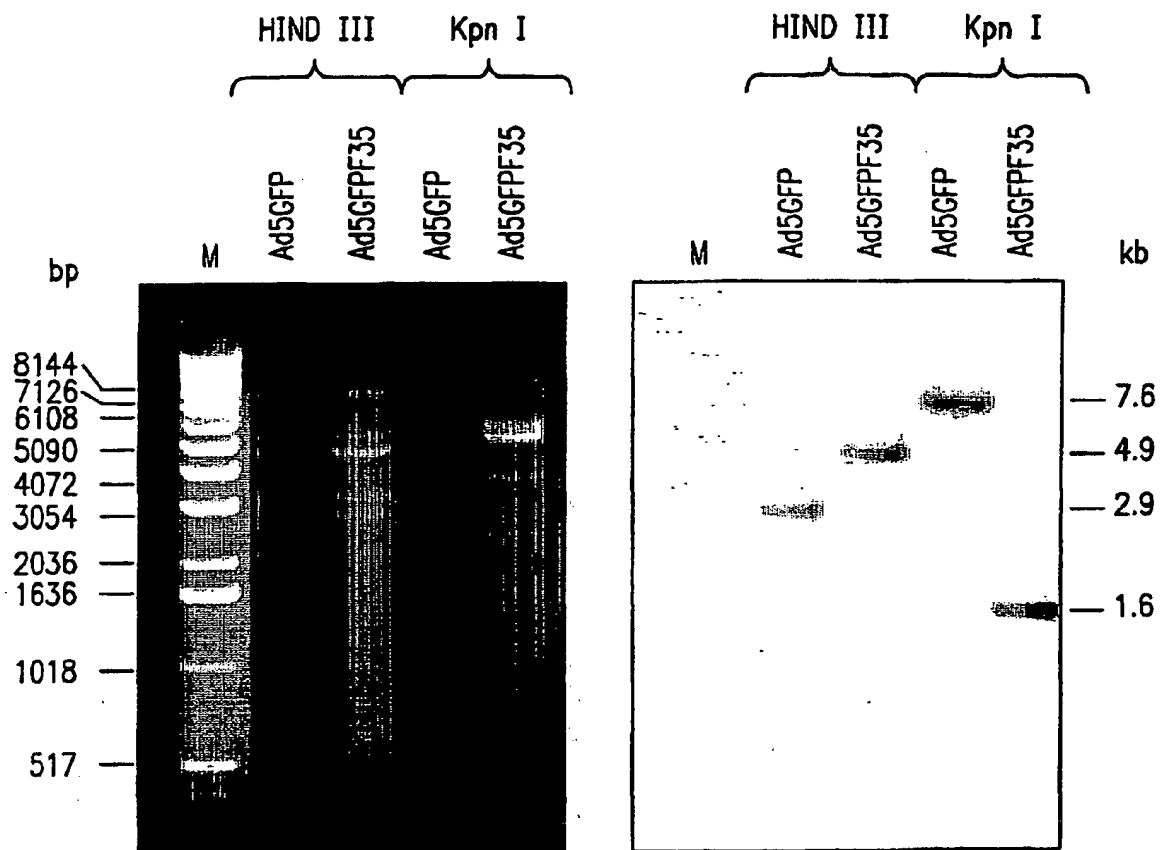 HIND III Kpn I
Ad5GFP
Ad5GFPF35
Ad5GFP
Ad5GFPF35
M
bp
8144
7126
6108
5090
4072
3054
2036
1636
1018
517
HIND III Kpn I
Ad5GFP
Ad5GFPF35
Ad5GFP
Ad5GFPF35
M
kb
7.6
4.9
2.9
1.6